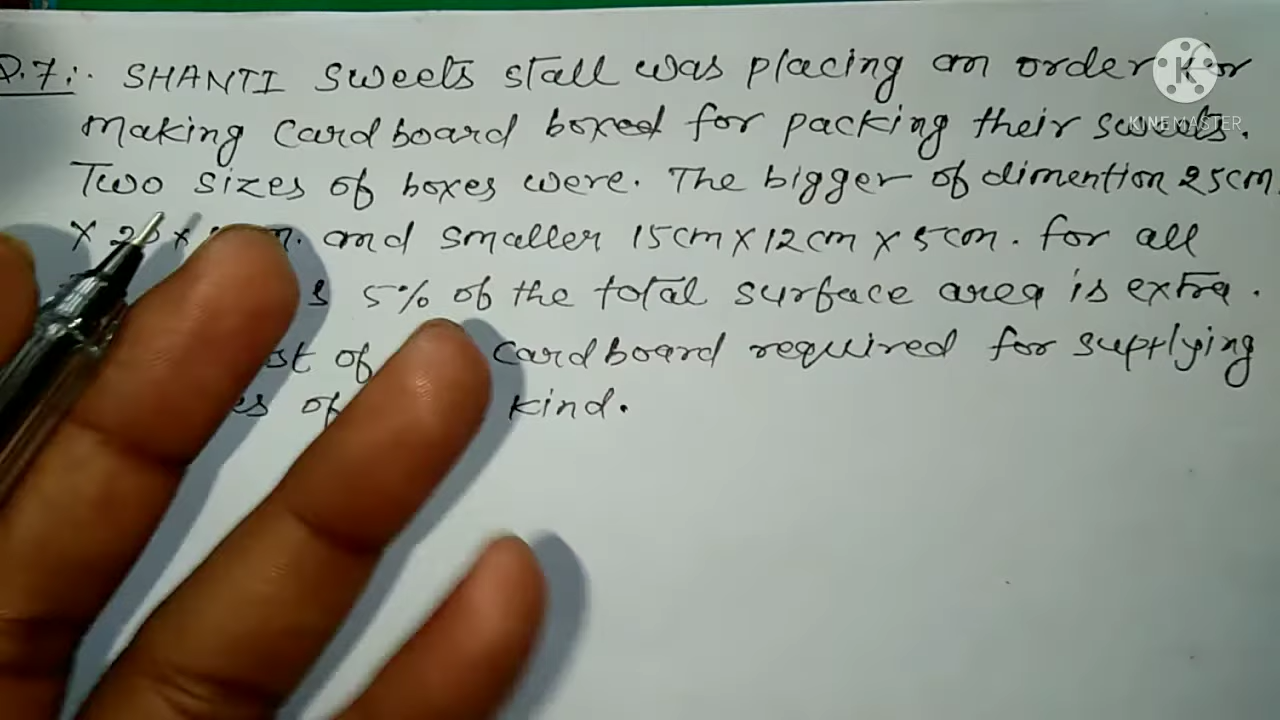 Q.7:. SHANTI sweets stall was placing an order for
making cardboard boxed for packing their sweets.
Two sizes of boxes were. The bigger of dimention 25cm
X and smaller 15cm X 12cm X 5cm. for all
5% of the total surface area is extra.
of cardboard required for supplying
of kind.
KINEMASTER